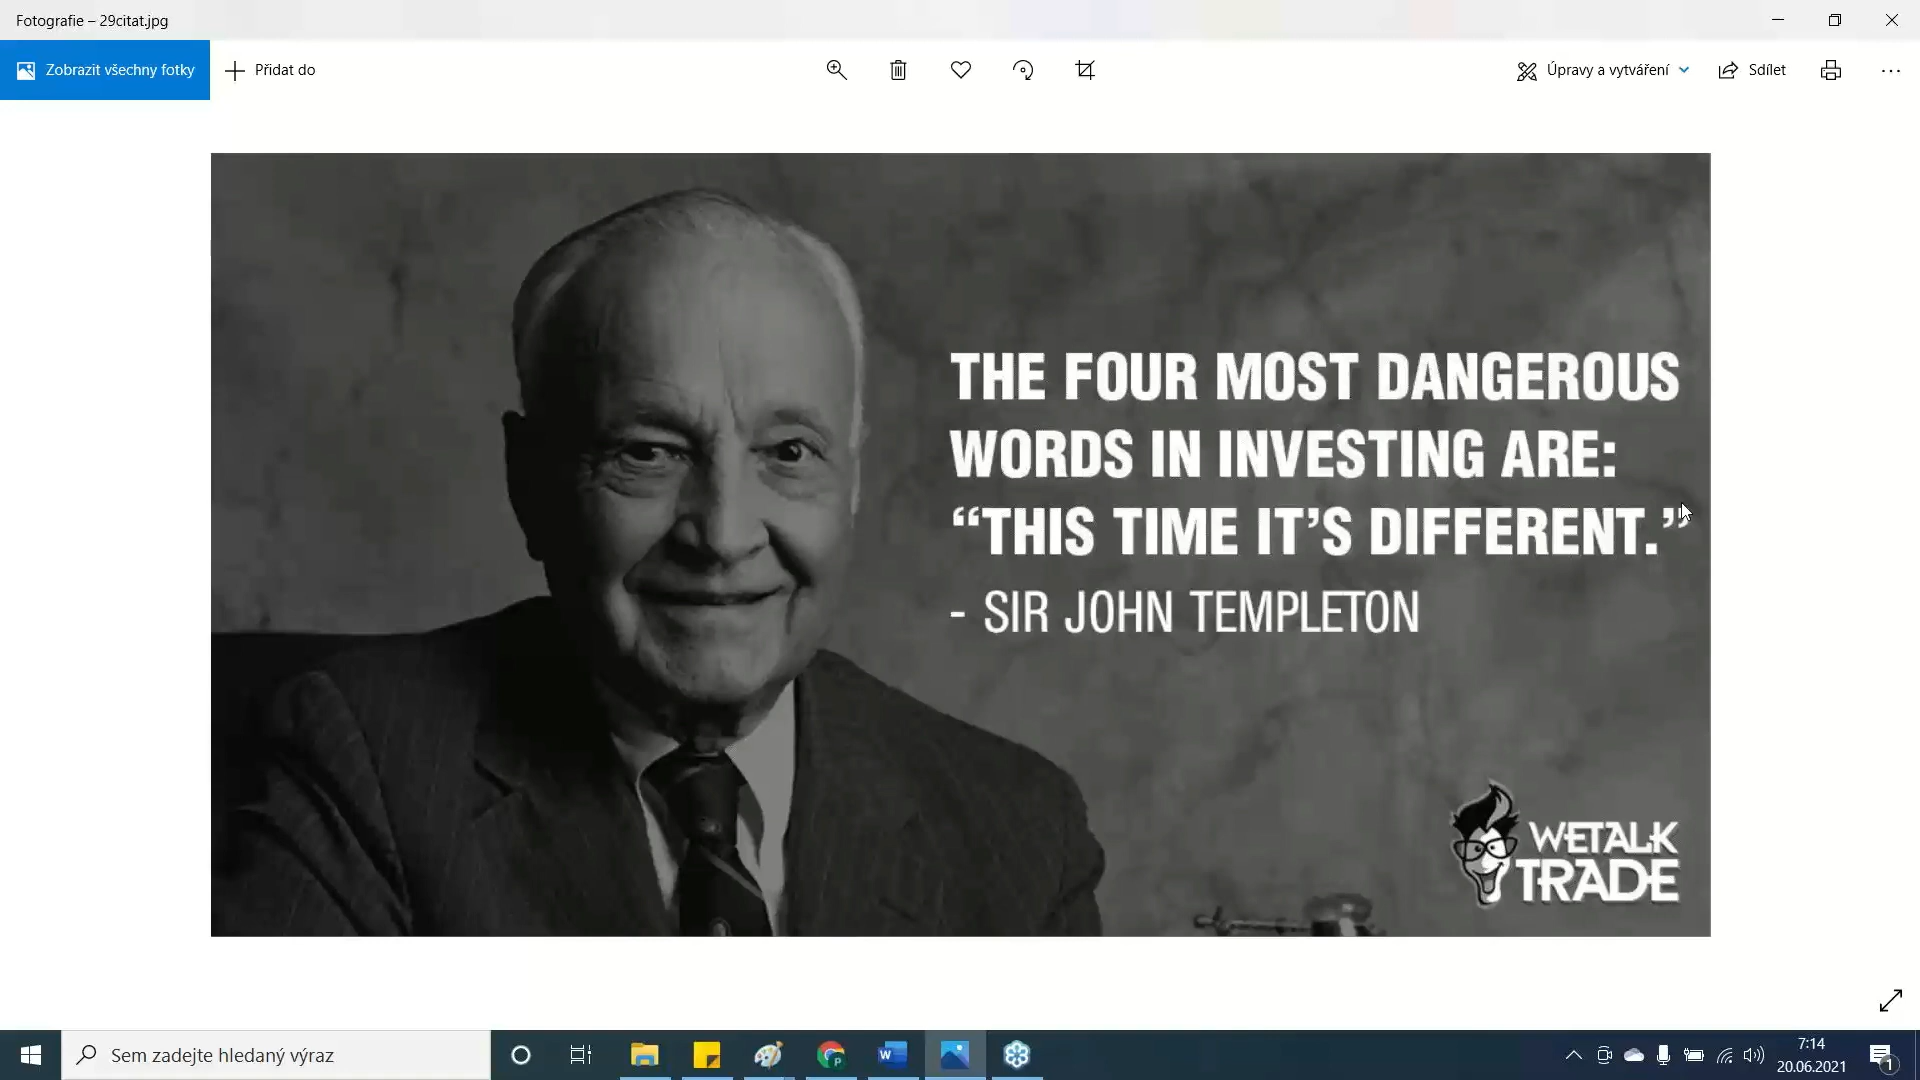 Fotografie – 29citat.jpg
Zobrazit všechny fotky
Přidat do
Úpravy a vytváření
Sdílet
THE FOUR MOST DANGEROUS
WORDS IN INVESTING ARE:
“THIS TIME IT’S DIFFERENT.”
- SIR JOHN TEMPLETON
WETALK
TRADE
Sem zadejte hledaný výraz
7:14
20.06.2021
1